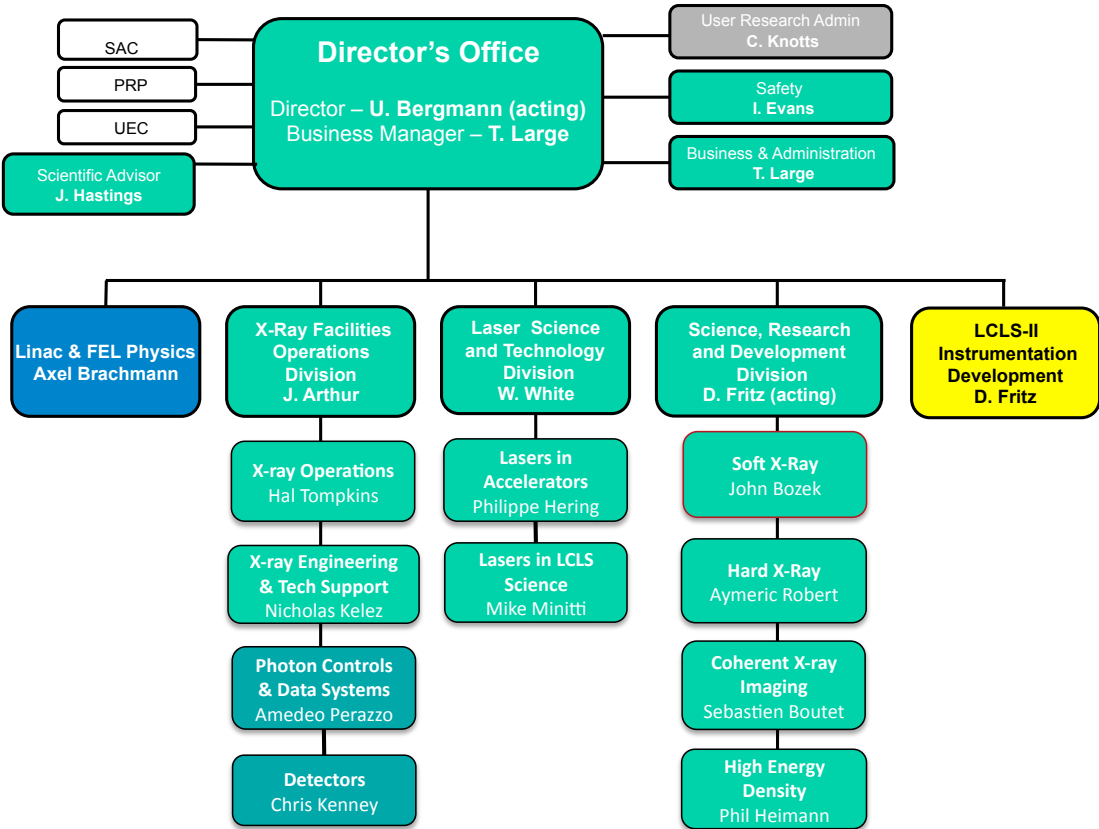 SAC
PRP
UEC
Scientific Advisor
J. Hastings
Director's Office
Director – U. Bergmann (acting)
Business Manager – T. Large
User Research Admin
C. Knotts
Safety
I. Evans
Business & Administration
T. Large
Linac & FEL Physics
Axel Brachmann
X-Ray Facilities
Operations
Division
J. Arthur
Laser Science
and Technology
Division
W. White
Science, Research
and Development
Division
D. Fritz (acting)
LCLS-II
Instrumentation
Development
D. Fritz
X-ray Operations
Hal Tompkins
X-ray Engineering
& Tech Support
Nicholas Kelez
Photon Controls
& Data Systems
Amedeo Perazzo
Detectors
Chris Kenney
Lasers in
Accelerators
Philippe Hering
Lasers in LCLS
Science
Mike Minitti
Soft X-Ray
John Bozek
Hard X-Ray
Aymeric Robert
Coherent X-ray
Imaging
Sebastien Boutet
High Energy
Density
Phil Heimann